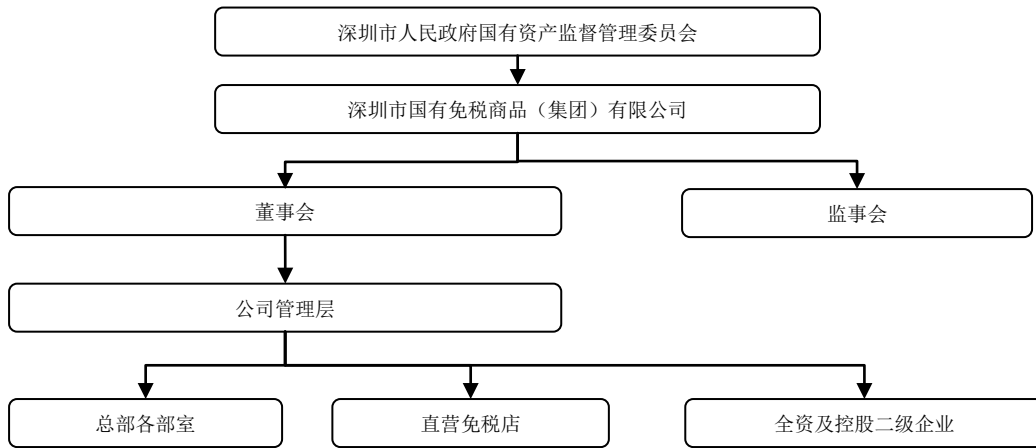 深圳市人民政府国有资产监督管理委员会
深圳市国有免税商品（集团）有限公司
董事会
监事会
公司管理层
总部各部室
直营免税店
全资及控股二级企业